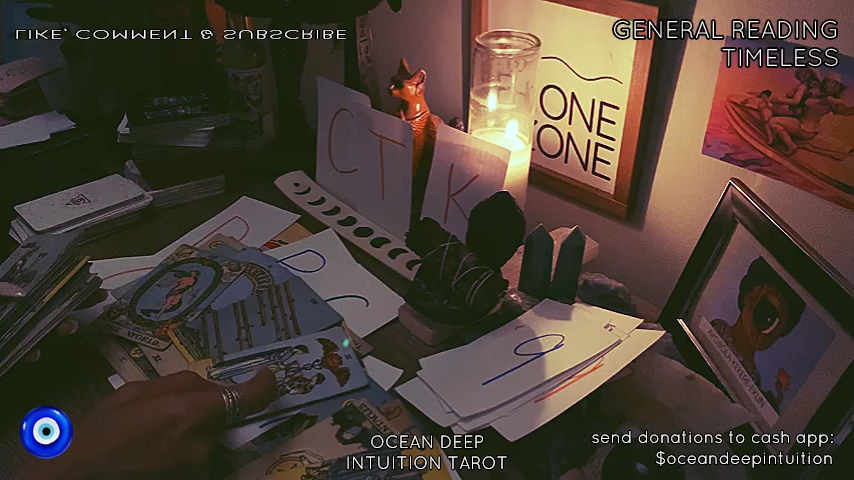 LIKE, COMMENT & SUBSCRIBE
GENERAL READING
TIMELESS
ONE
ZONE
C T
K
P
C
9
WORLD.
OCEAN DEEP
INTUITION TAROT
send donations to cash app:
$oceandeepintuition